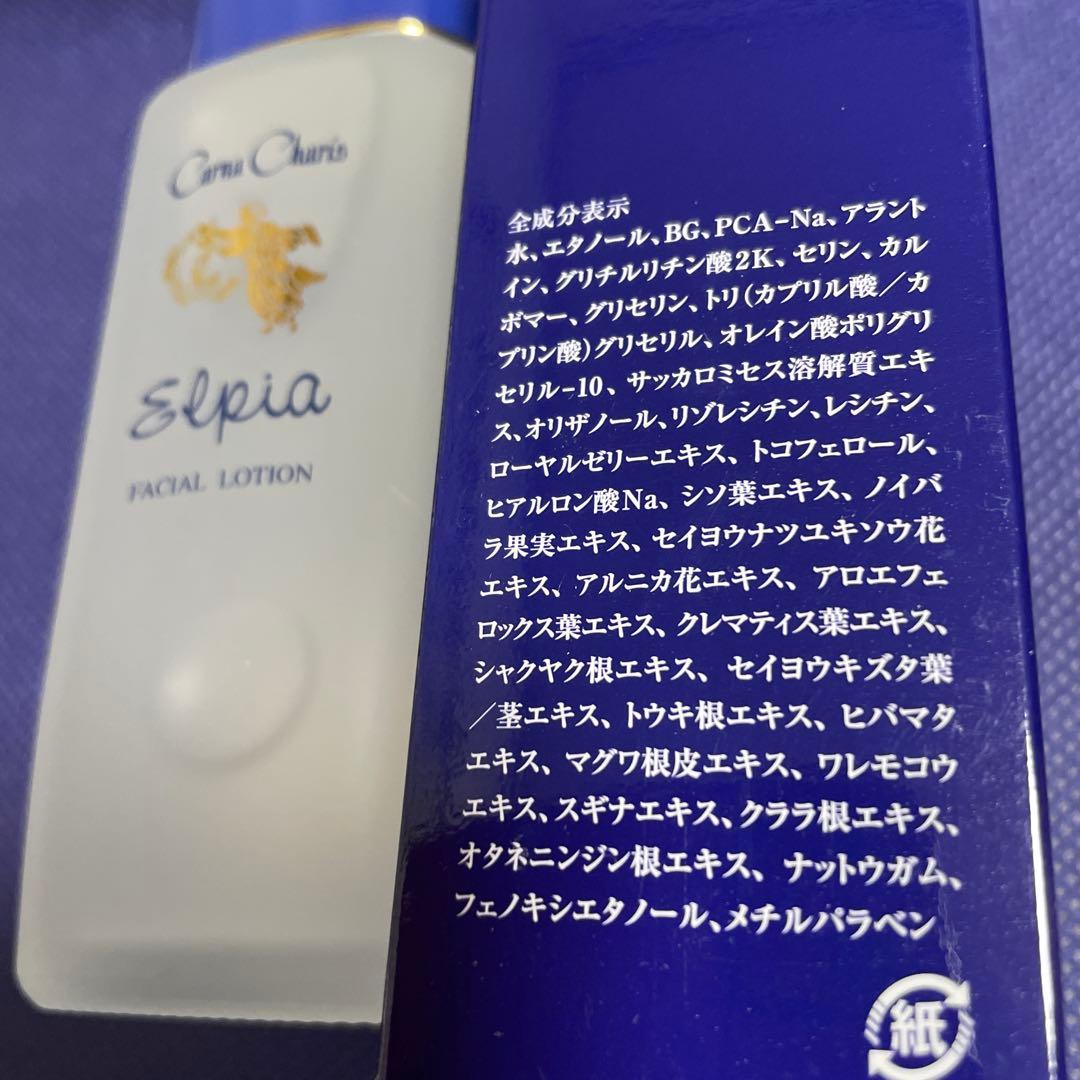 Carna Charis
Elpia
FACIAL LOTION
全成分表示
水、エタノール、BG、PCA-Na、アラント
イン、グリチルリチン酸2K、セリン、カル
ボマー、グリセリン、トリ(カプリル酸/カ
プリン酸)グリセリル、オレイン酸ポリグリ
セリル-10、サッカロミセス溶解質エキ
ス、オリザノール、リゾレシチン、レシチン、
ローヤルゼリーエキス、トコフェロール、
ヒアルロン酸Na、シソ葉エキス、ノイバ
ラ果実エキス、セイヨウナツユキソウ花
エキス、アルニカ花エキス、アロエフェ
ロックス葉エキス、クレマティス葉エキス、
シャクヤク根エキス、セイヨウキズタ葉
/茎エキス、トウキ根エキス、ヒバマタ
エキス、マグワ根皮エキス、ワレモコウ
エキス、スギナエキス、クララ根エキス、
オタネニンジン根エキス、ナットウガム、
フェノキシエタノール、メチルパラベン
紙